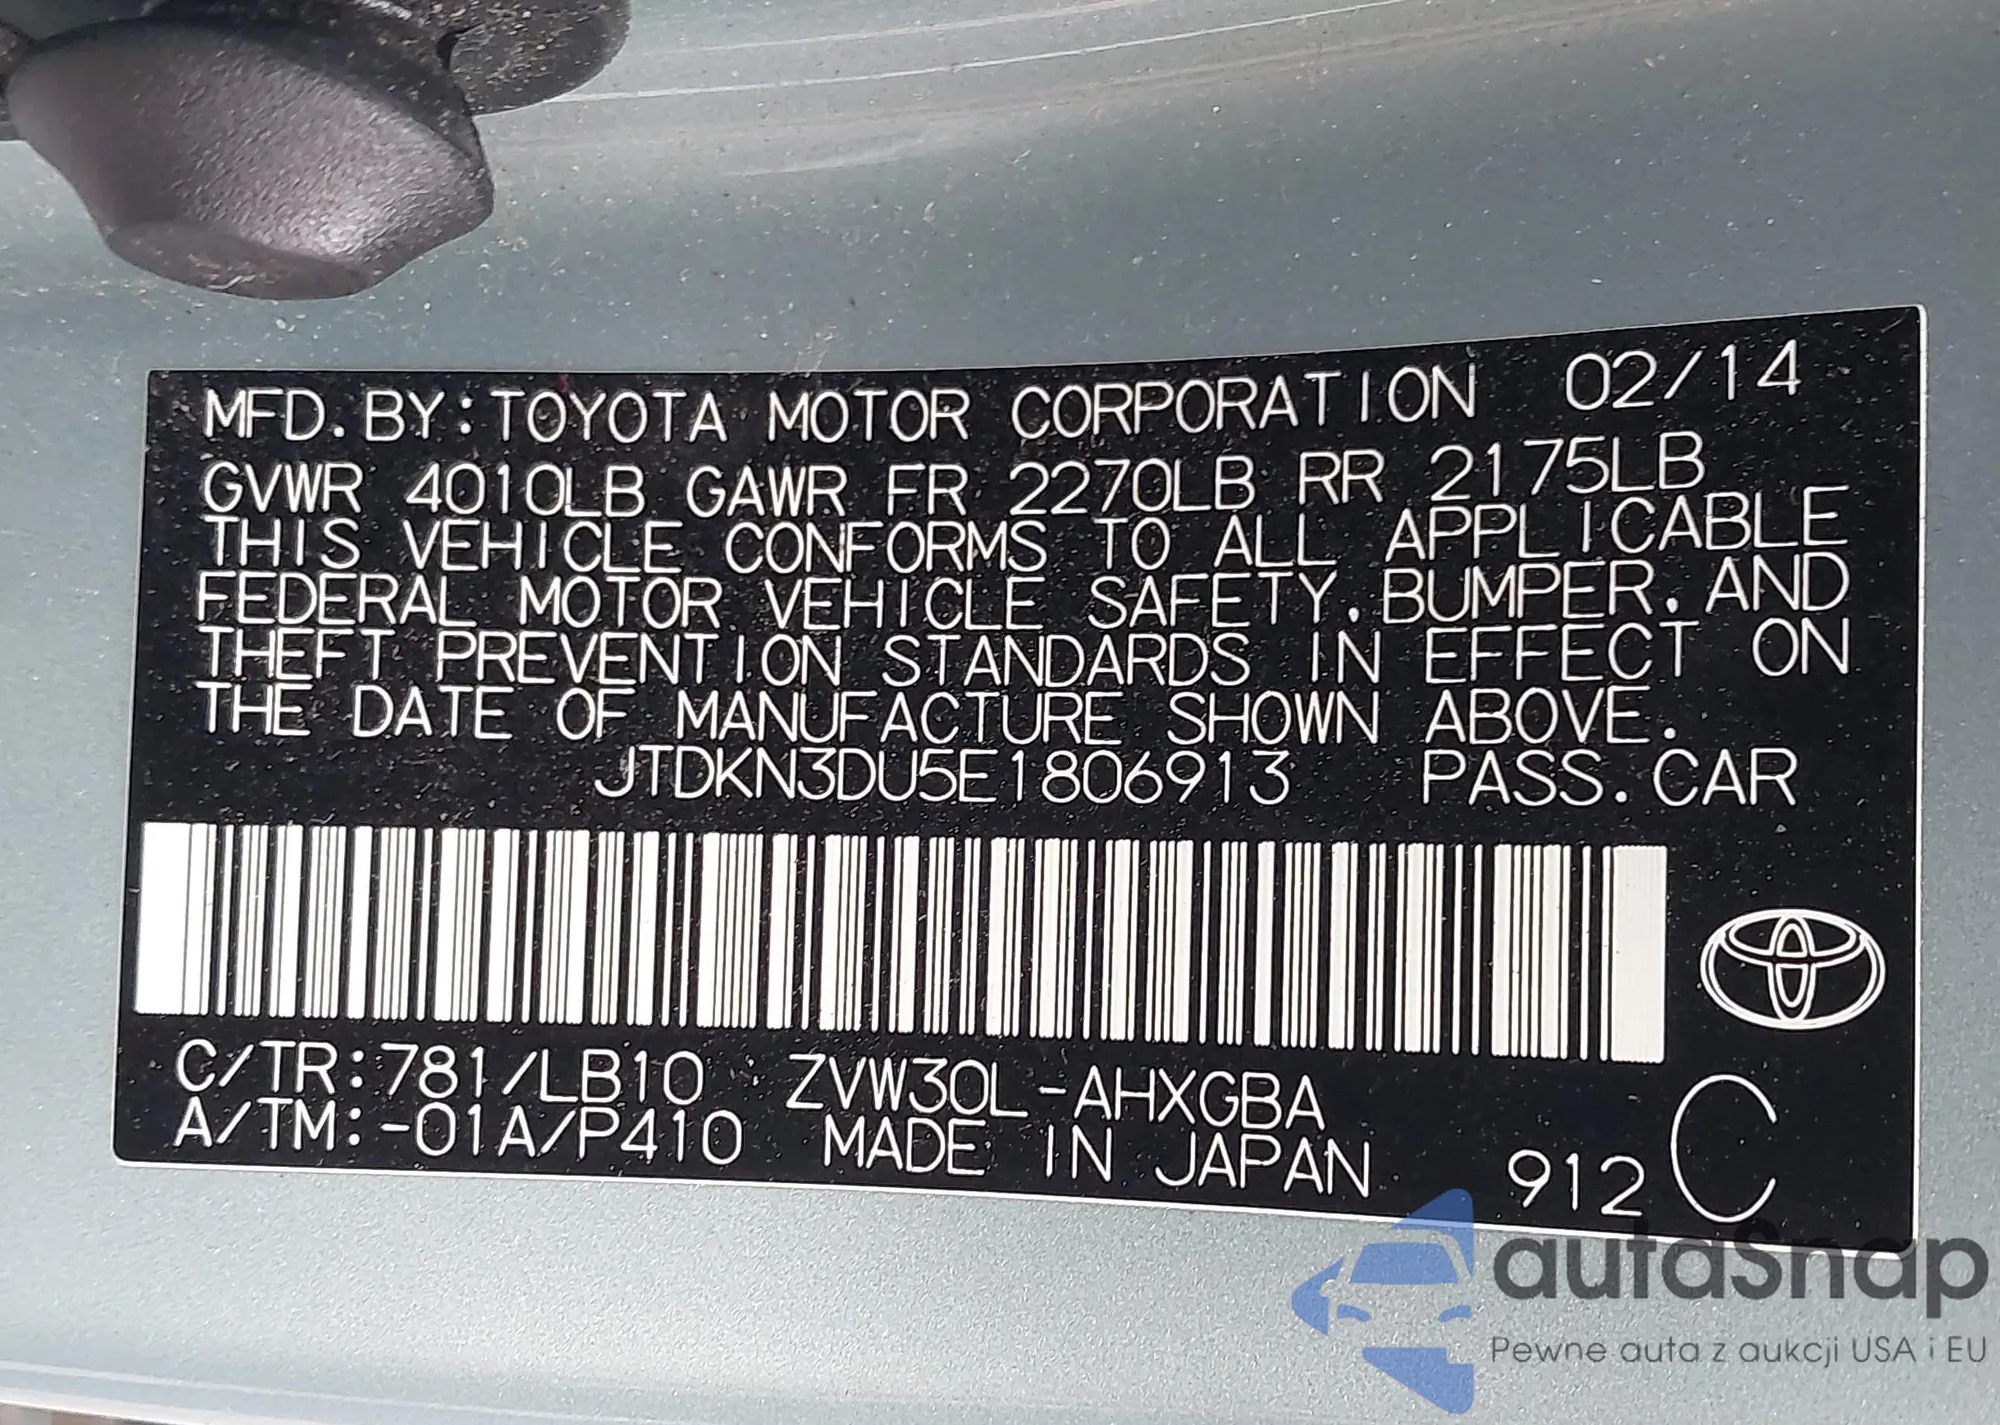 MFD. BY: TOYOTA MOTOR CORPORATION 02/14
GVWR 4010LB GAWR FR 2270LB RR 2175LB
THIS VEHICLE CONFORMS TO ALL APPLICABLE
FEDERAL MOTOR VEHICLE SAFETY, BUMPER, AND
THEFT PREVENTION STANDARDS IN EFFECT ON
THE DATE OF MANUFACTURE SHOWN ABOVE.
JTDKN3DU5E1806913 PASS. CAR
C/TR:781/LB10 ZVW30L-AHXGBA
A/TM:-01A/P410 MADE IN JAPAN 912 C
autaSnap
Pewne auta z aukcji USA i EU